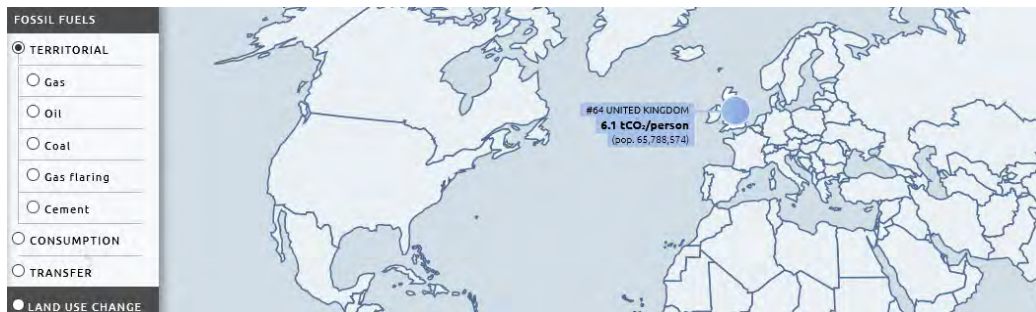 FOSSIL FUELS
TERRITORIAL
Gas
Oil
Coal
Gas flaring
Cement
CONSUMPTION
TRANSFER
LAND USE CHANGE
#64 UNITED KINGDOM
6.1 tCO₂/person
(pop. 65,788,574)